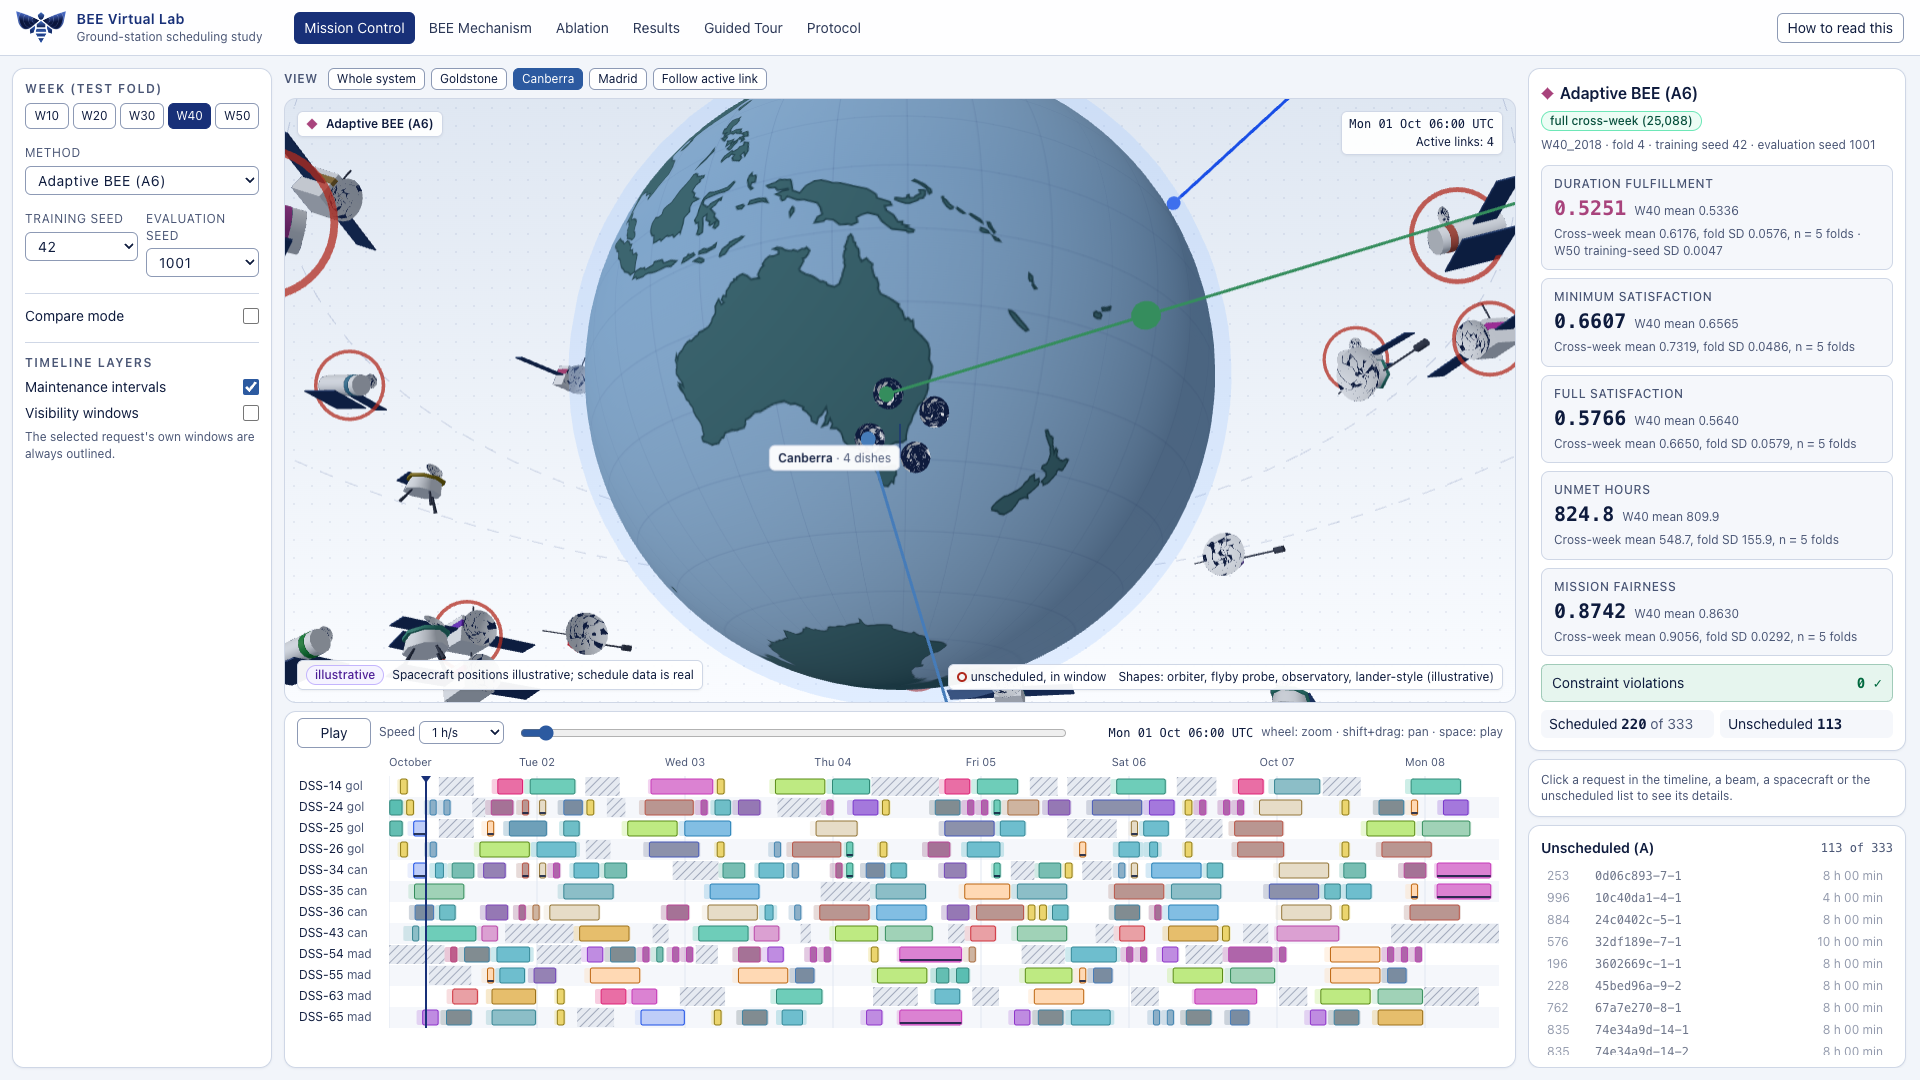 BEE Virtual Lab
Ground-station scheduling study
Mission Control
BEE Mechanism
Ablation
Results
Guided Tour
Protocol
How to read this
WEEK (TEST FOLD)
W10 W20 W30 W40 W50
METHOD
Adaptive BEE (A6)
TRAINING SEED
42
EVALUATION SEED
1001
Compare mode
TIMELINE LAYERS
Maintenance intervals
Visibility windows
The selected request's own windows are
always outlined.
VIEW Whole system Goldstone Canberra Madrid Follow active link
Adaptive BEE (A6)
Mon 01 Oct 06:00 UTC
Active links: 4
Canberra · 4 dishes
illustrative Spacecraft positions illustrative; schedule data is real
unscheduled, in window Shapes: orbiter, flyby probe, observatory, lander-style (illustrative)
Play Speed 1 h/s Mon 01 Oct 06:00 UTC wheel: zoom · shift+drag: pan · space: play
October Tue 02 Wed 03 Thu 04 Fri 05 Sat 06 Oct 07 Mon 08
DSS-14 gol
DSS-24 gol
DSS-25 gol
DSS-26 gol
DSS-34 can
DSS-35 can
DSS-36 can
DSS-43 can
DSS-54 mad
DSS-55 mad
DSS-63 mad
DSS-65 mad
Adaptive BEE (A6)
full cross-week (25,088)
W40_2018 · fold 4 · training seed 42 · evaluation seed 1001
DURATION FULFILLMENT
0.5251 W40 mean 0.5336
Cross-week mean 0.6176, fold SD 0.0576, n = 5 folds ·
W50 training-seed SD 0.0047
MINIMUM SATISFACTION
0.6607 W40 mean 0.6565
Cross-week mean 0.7319, fold SD 0.0486, n = 5 folds
FULL SATISFACTION
0.5766 W40 mean 0.5640
Cross-week mean 0.6650, fold SD 0.0579, n = 5 folds
UNMET HOURS
824.8 W40 mean 809.9
Cross-week mean 548.7, fold SD 155.9, n = 5 folds
MISSION FAIRNESS
0.8742 W40 mean 0.8630
Cross-week mean 0.9056, fold SD 0.0292, n = 5 folds
Constraint violations 0 ✓
Scheduled 220 of 333 Unscheduled 113
Click a request in the timeline, a beam, a spacecraft or the
unscheduled list to see its details.
Unscheduled (A) 113 of 333
253 0d06c893-7-1 8 h 00 min
996 10c40da1-4-1 4 h 00 min
884 24c0402c-5-1 8 h 00 min
576 32df189e-7-1 10 h 00 min
196 3602669c-1-1 8 h 00 min
228 45bed96a-9-2 8 h 00 min
762 67a7e270-8-1 8 h 00 min
835 74e34a9d-14-1 8 h 00 min
835 74e34a9d-14-2 8 h 00 min